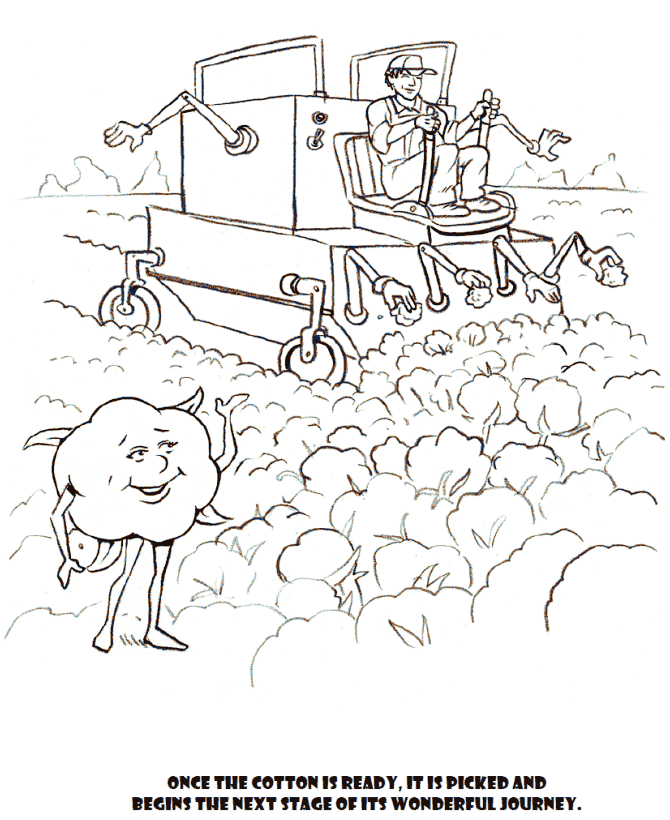 ONCE THE COTTON IS READY, IT IS PICKED AND
BEGINS THE NEXT STAGE OF ITS WONDERFUL JOURNEY.